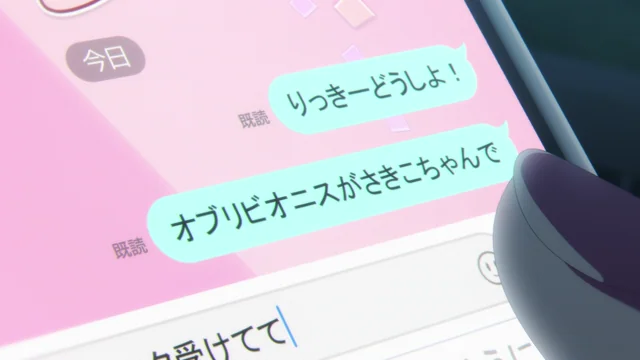 今日
りっきーどうしよ！
既読
オブリビオニスがさきこちゃんで
既読
受けてて